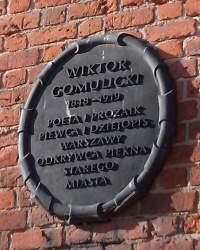 WIKTOR
GOMULICKI
1848-1919
POETA I PROZAIK
PIEWCA I DZIEJOPIS
WARSZAWY
ODKRYWCA PIĘKNA
STAREGO
MIASTA